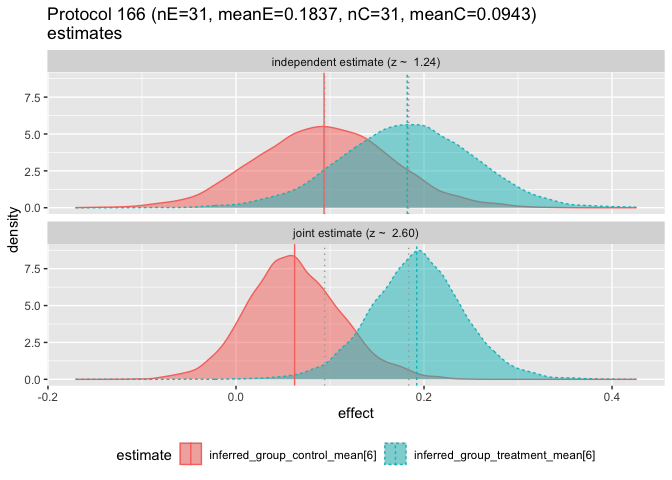 Protocol 166 (nE=31, meanE=0.1837, nC=31, meanC=0.0943)
estimates
independent estimate (z ~  1.24)
7.5
5.0
2.5
0.0
joint estimate (z ~  2.60)
7.5
5.0
2.5
0.0
density
-0.2 0.0 0.2 0.4
effect
estimate inferred_group_control_mean[6] inferred_group_treatment_mean[6]